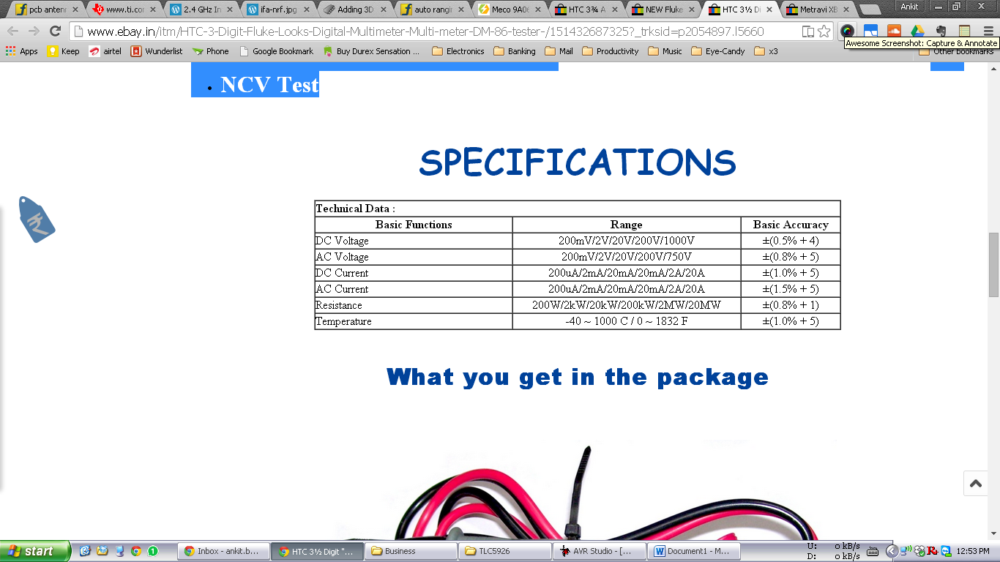 pcb antenn
www.ti.cor
2.4 GHz In
ifa-nrf.jpg
Adding 3D
auto rangin
Meco 9A06
HTC 3¾ A
NEW Fluke
HTC 3½ Di
Metravi XB
Ankit
www.ebay.in/itm/HTC-3-Digit-Fluke-Looks-Digital-Multimeter-Multi-meter-DM-86-tester-/151432687325?_trksid=p2054897.l5660
Awesome Screenshot: Capture & Annotate
Apps
Keep
airtel
Wunderlist
Phone
Google Bookmark
Buy Durex Sensation ...
Electronics
Banking
Mail
Productivity
Music
Eye-Candy
x3
Other bookmarks
• NCV Test
SPECIFICATIONS
Technical Data :
Basic Functions Range Basic Accuracy
DC Voltage 200mV/2V/20V/200V/1000V ±(0.5% + 4)
AC Voltage 200mV/2V/20V/200V/750V ±(0.8% + 5)
DC Current 200uA/2mA/20mA/20mA/2A/20A ±(1.0% + 5)
AC Current 200uA/2mA/20mA/20mA/2A/20A ±(1.5% + 5)
Resistance 200W/2kW/20kW/200kW/2MW/20MW ±(0.8% + 1)
Temperature -40 ~ 1000 C / 0 ~ 1832 F ±(1.0% + 5)
₹
What you get in the package
start
Inbox - ankit.b...
HTC 3½ Digit "...
Business
TLC5926
AVR Studio - [...
Document1 - M...
U: 0 kB/s
D: 0 kB/s
12:53 PM